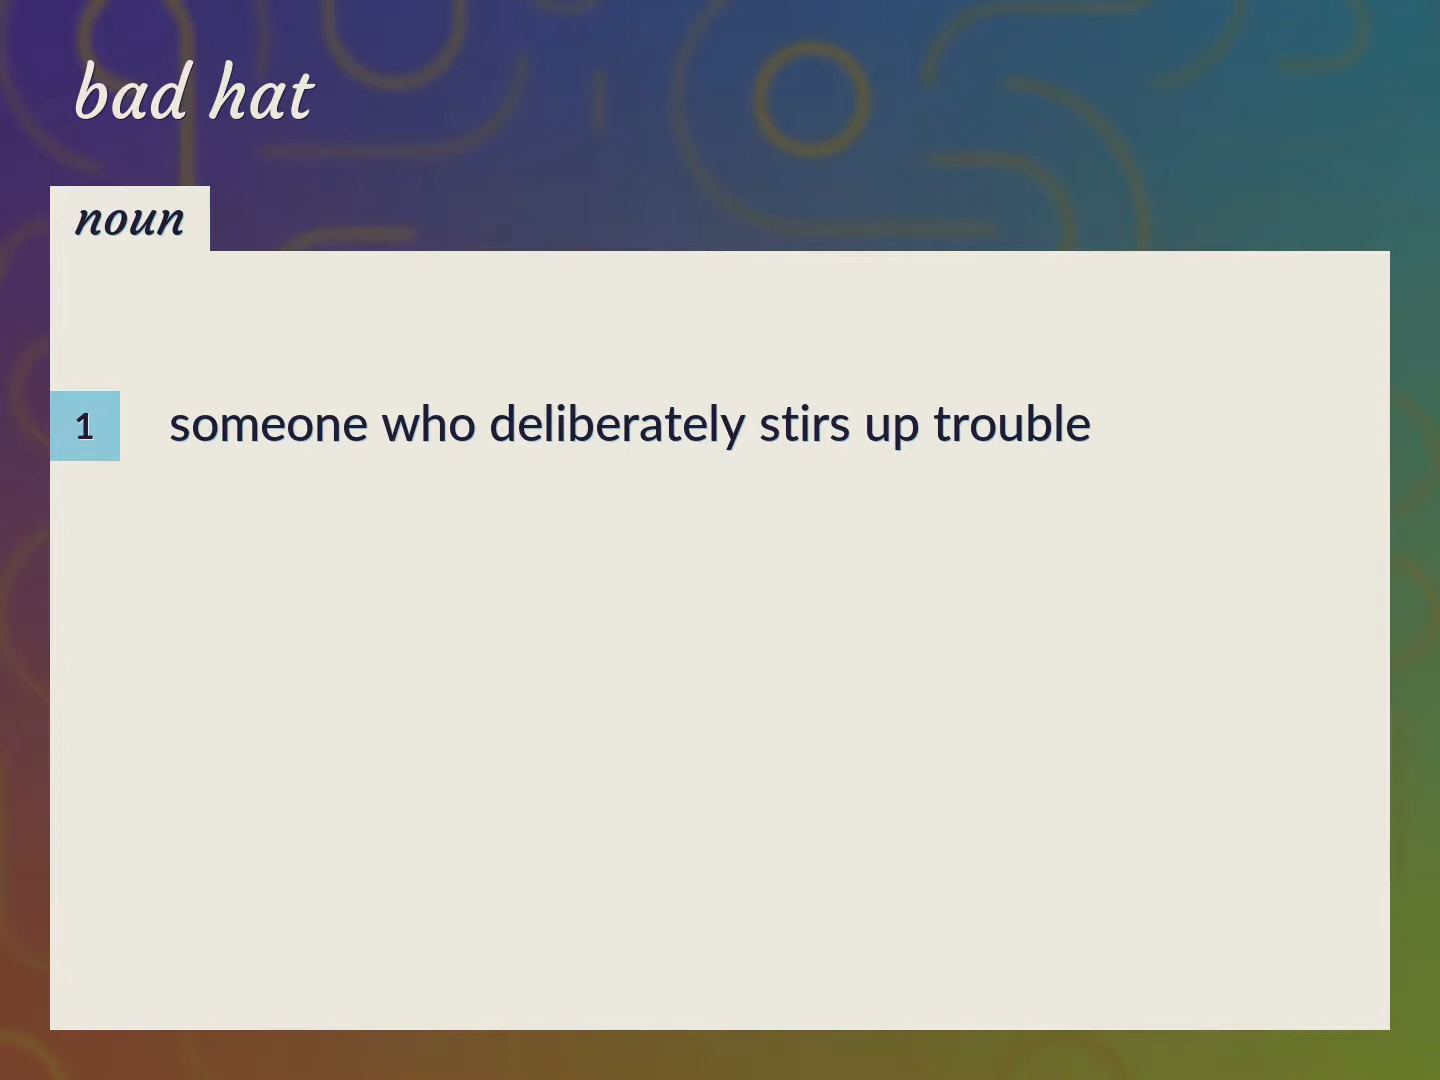 bad hat
noun
1 someone who deliberately stirs up trouble